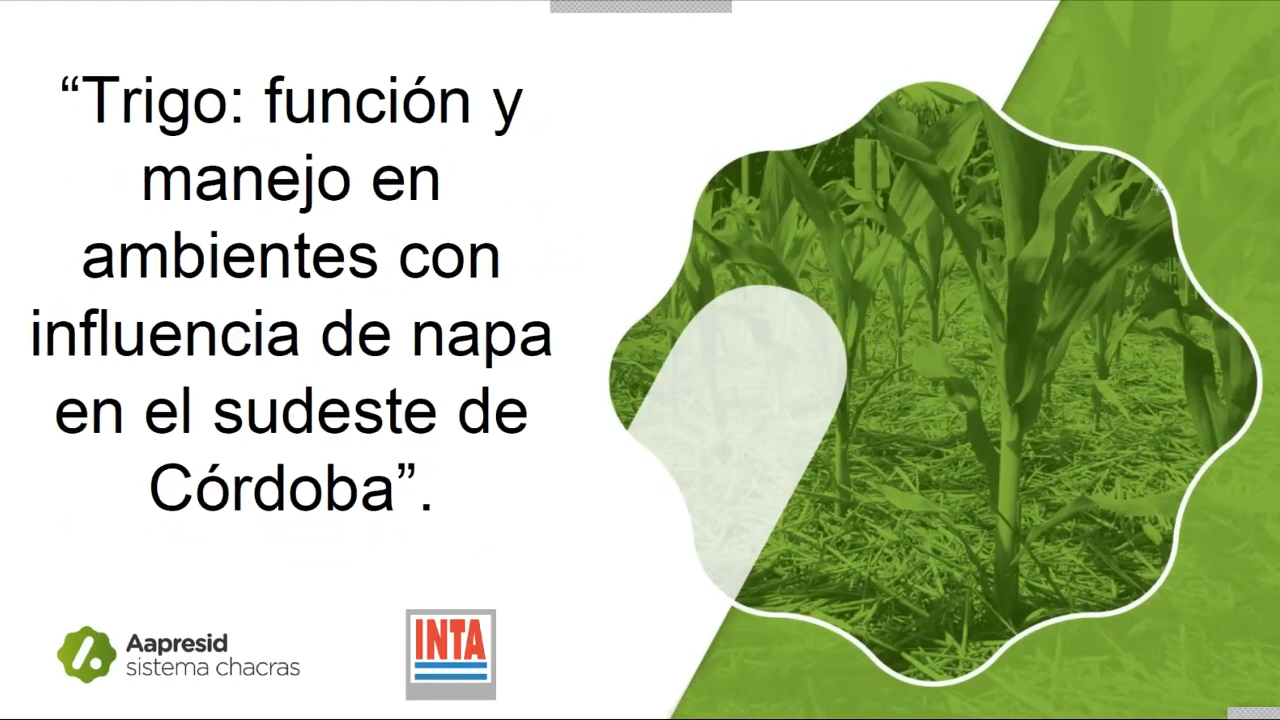 “Trigo: función y
manejo en
ambientes con
influencia de napa
en el sudeste de
Córdoba”.
Aapresid
sistema chacras
INTA